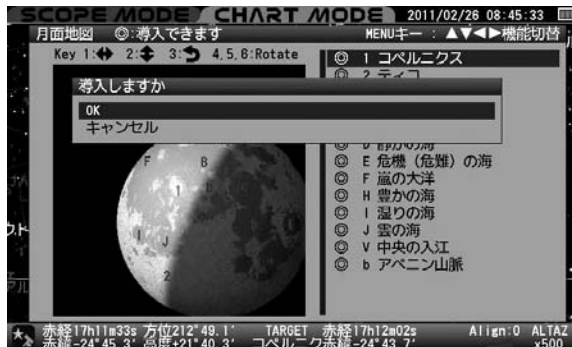 SCOPE MODE CHART MODE 2011/02/26 08:45:33
月面地図 ◎:導入できます MENUキー : ▲▼◀▶機能切替
Key 1: 2: 3: 4,5,6:Rotate
◎ 1 コペルニクス
◎ 2 ティコ
導入しますか
OK
キャンセル
◎ D 静かの海
◎ E 危機(危難)の海
◎ F 嵐の大洋
◎ H 豊かの海
◎ I 湿りの海
◎ J 雲の海
◎ V 中央の入江
◎ b アペニン山脈
F B
1
I J
2
赤経17h11m33s 方位212°49.1' TARGET 赤経17h12m02s Align:0 ALTAZ
赤緯-24°45.3' 高度+21°40.3' コペルニク赤緯-24°43.7' x500